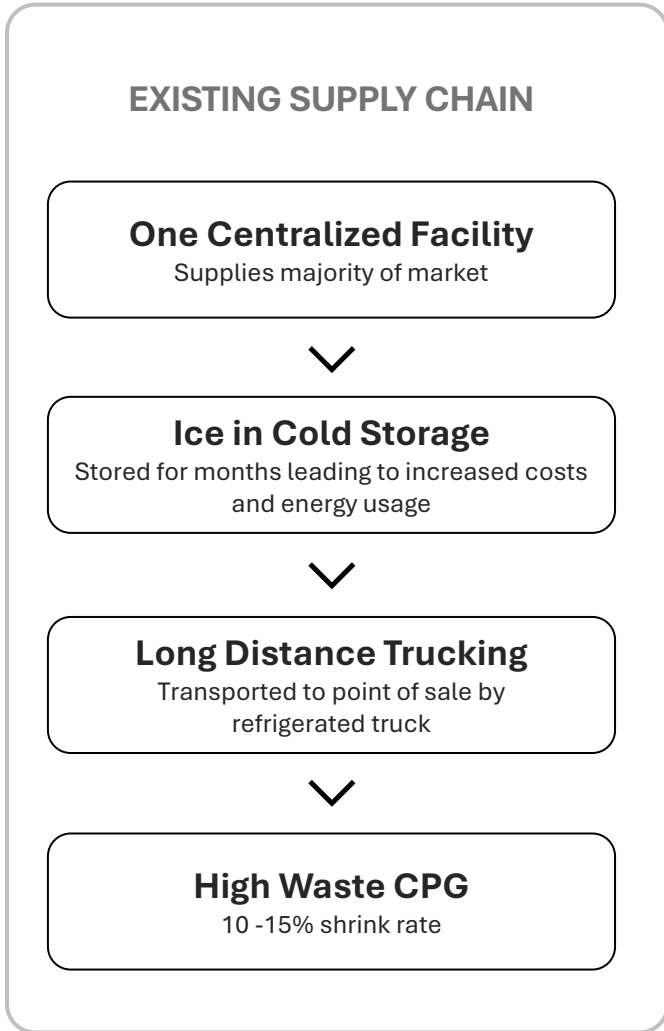 EXISTING SUPPLY CHAIN
One Centralized Facility
Supplies majority of market
Ice in Cold Storage
Stored for months leading to increased costs
and energy usage
Long Distance Trucking
Transported to point of sale by
refrigerated truck
High Waste CPG
10 -15% shrink rate